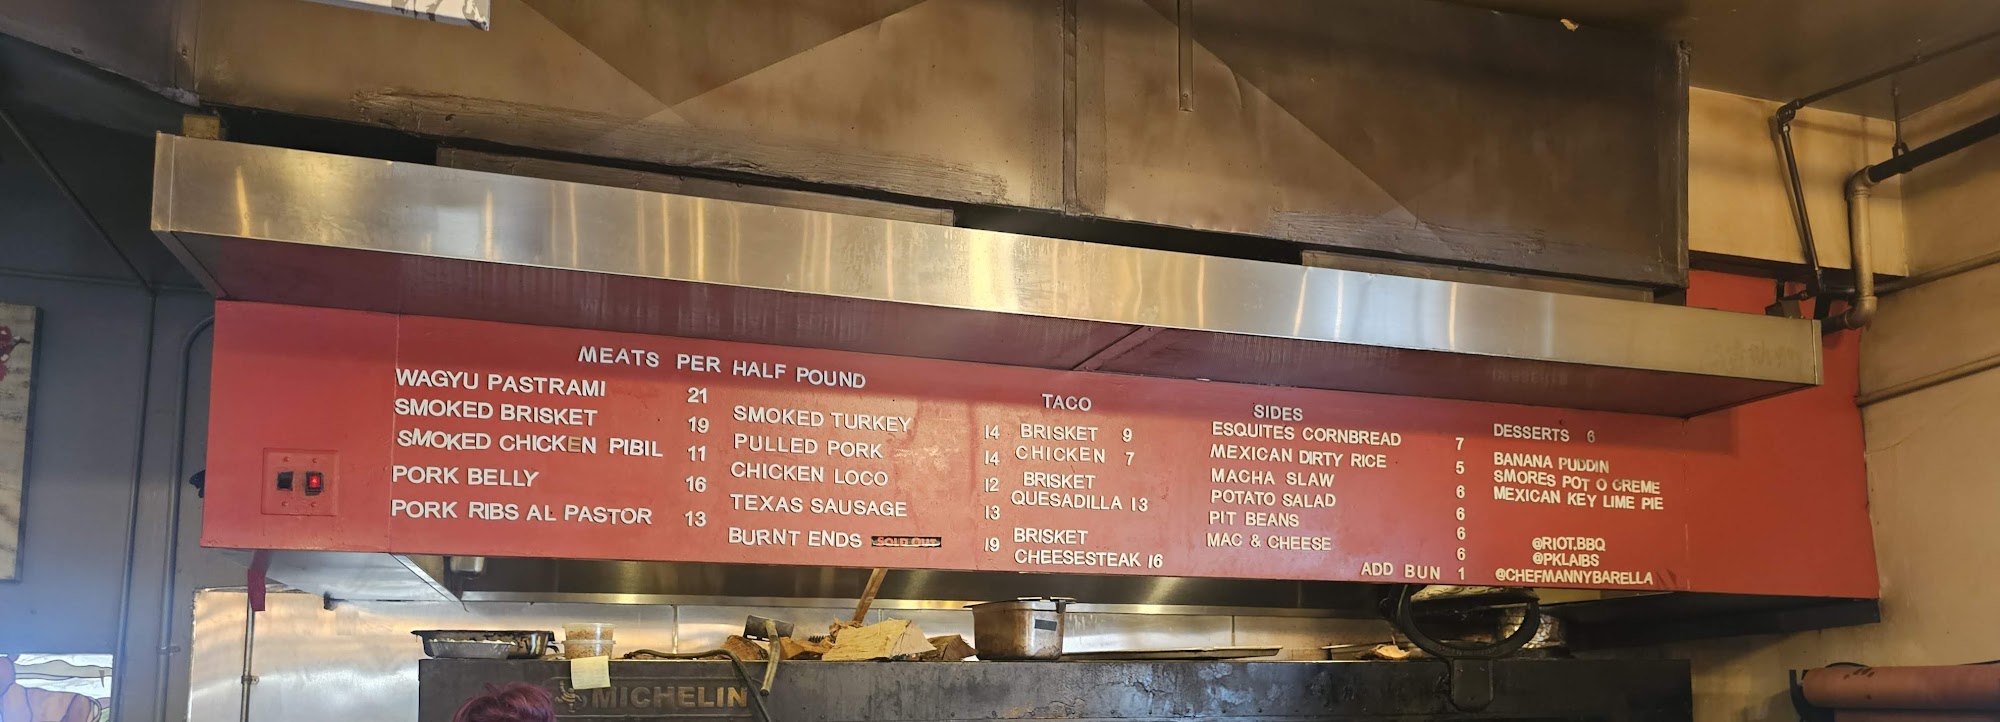 MEATS PER HALF POUND
WAGYU PASTRAMI 21
SMOKED BRISKET 19
SMOKED CHICKEN PIBIL 11
PORK BELLY 16
PORK RIBS AL PASTOR 13
SMOKED TURKEY 14
PULLED PORK 14
CHICKEN LOCO 12
TEXAS SAUSAGE 13
BURNT ENDS SOLD OUT 19
TACO
BRISKET 9
CHICKEN 7
BRISKET
QUESADILLA 13
BRISKET
CHEESESTEAK 16
SIDES
ESQUITES CORNBREAD 7
MEXICAN DIRTY RICE 5
MACHA SLAW 6
POTATO SALAD 6
PIT BEANS 6
MAC & CHEESE 6
ADD BUN 1
DESSERTS 6
BANANA PUDDIN
SMORES POT O CREME
MEXICAN KEY LIME PIE
@RIOT.BBQ
@PKLAIBS
@CHEFMANNYBARELLA
MICHELIN